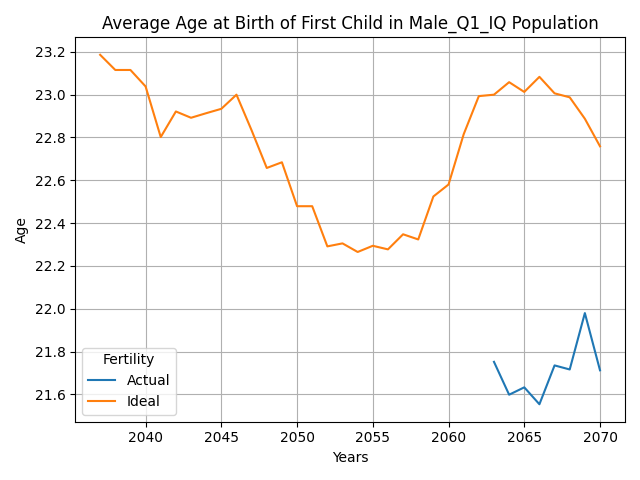 Average Age at Birth of First Child in Male_Q1_IQ Population
23.2
23.0
22.8
22.6
22.4
22.2
22.0
21.8
21.6
Age
Fertility
Actual
Ideal
2040 2045 2050 2055 2060 2065 2070
Years